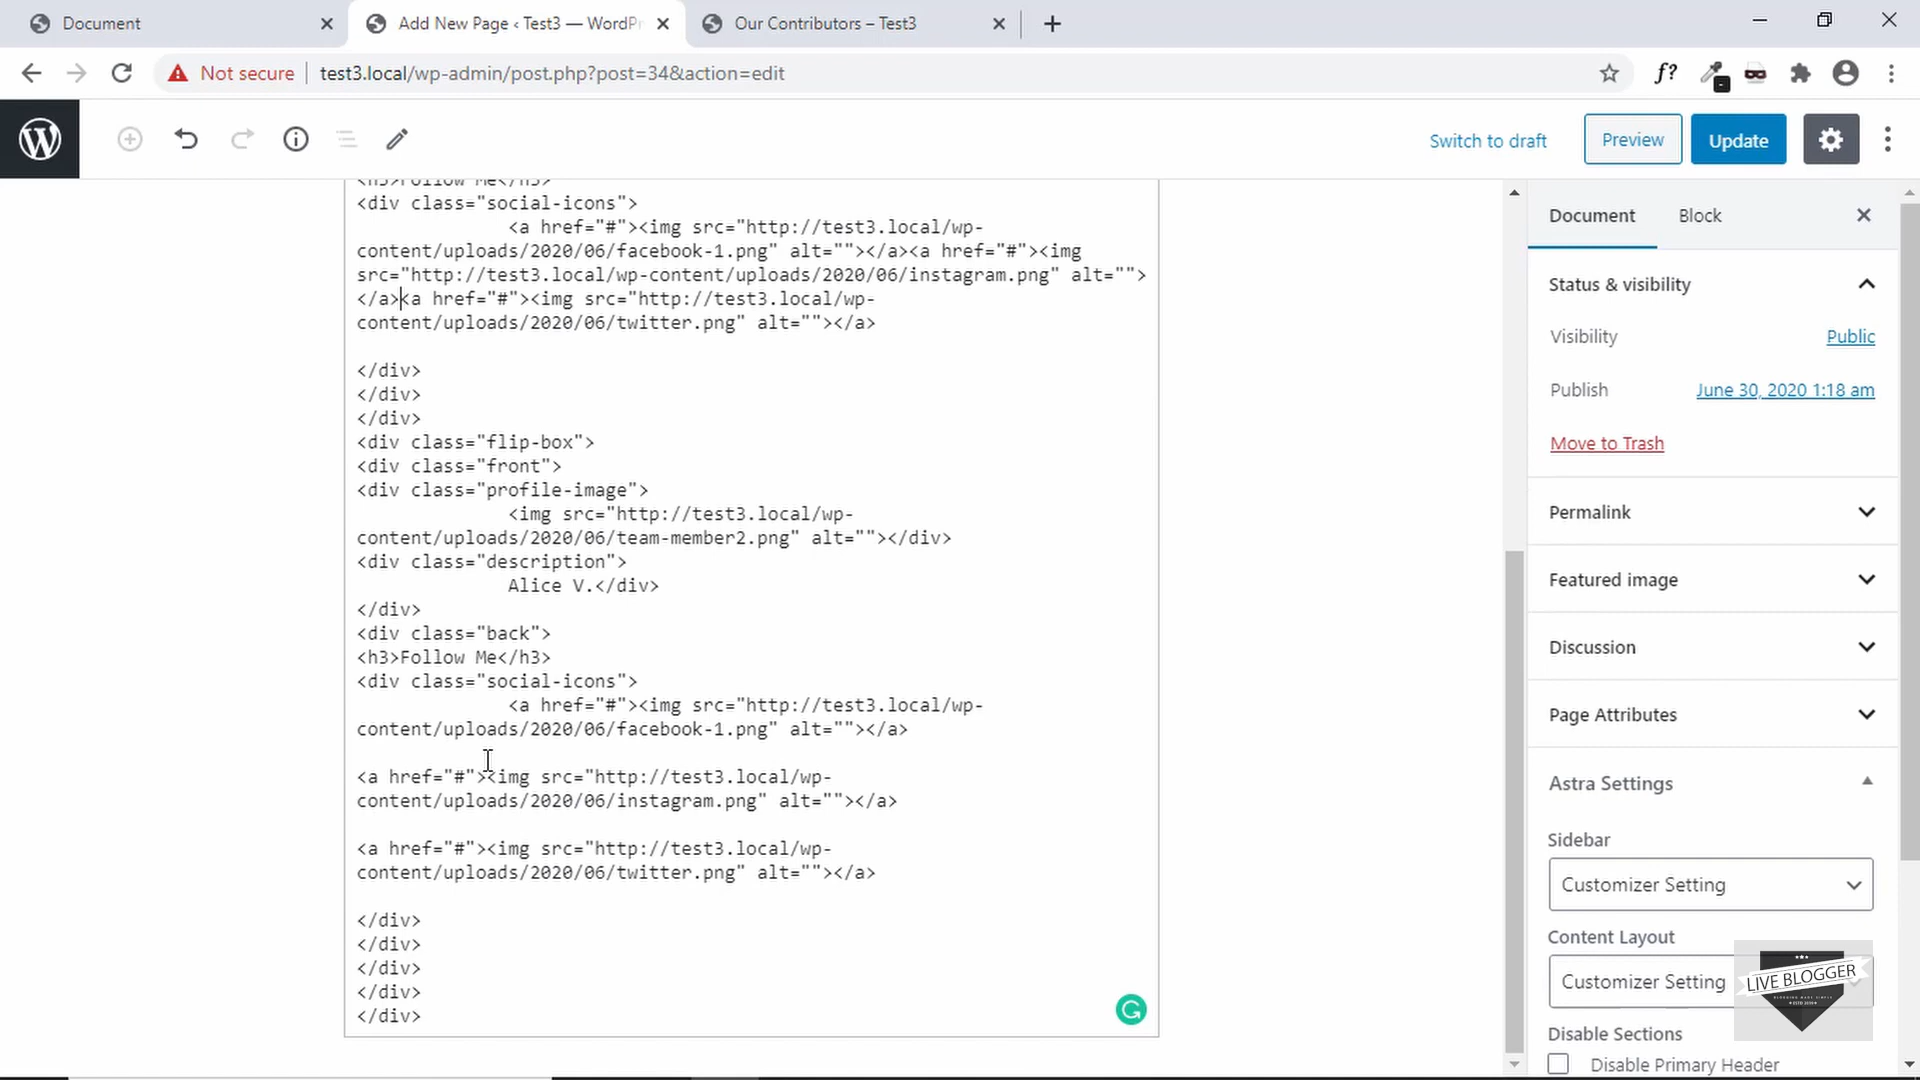 Document
Add New Page ‹ Test3 — WordPr
Our Contributors – Test3
Not secure
test3.local/wp-admin/post.php?post=34&action=edit
f?
Switch to draft
Preview
Update
<h3>Follow Me</h3>
<div class="social-icons">
<a href="#"><img src="http://test3.local/wp-
content/uploads/2020/06/facebook-1.png" alt=""></a><a href="#"><img
src="http://test3.local/wp-content/uploads/2020/06/instagram.png" alt="">
</a><a href="#"><img src="http://test3.local/wp-
content/uploads/2020/06/twitter.png" alt=""></a>
</div>
</div>
</div>
<div class="flip-box">
<div class="front">
<div class="profile-image">
<img src="http://test3.local/wp-
content/uploads/2020/06/team-member2.png" alt=""></div>
<div class="description">
Alice V.</div>
</div>
<div class="back">
<h3>Follow Me</h3>
<div class="social-icons">
<a href="#"><img src="http://test3.local/wp-
content/uploads/2020/06/facebook-1.png" alt=""></a>
<a href="#"><img src="http://test3.local/wp-
content/uploads/2020/06/instagram.png" alt=""></a>
<a href="#"><img src="http://test3.local/wp-
content/uploads/2020/06/twitter.png" alt=""></a>
</div>
</div>
</div>
</div>
</div>
Document
Block
Status & visibility
Visibility
Public
Publish
June 30, 2020 1:18 am
Move to Trash
Permalink
Featured image
Discussion
Page Attributes
Astra Settings
Sidebar
Customizer Setting
Content Layout
Customizer Setting
Disable Sections
Disable Primary Header
LIVE BLOGGER